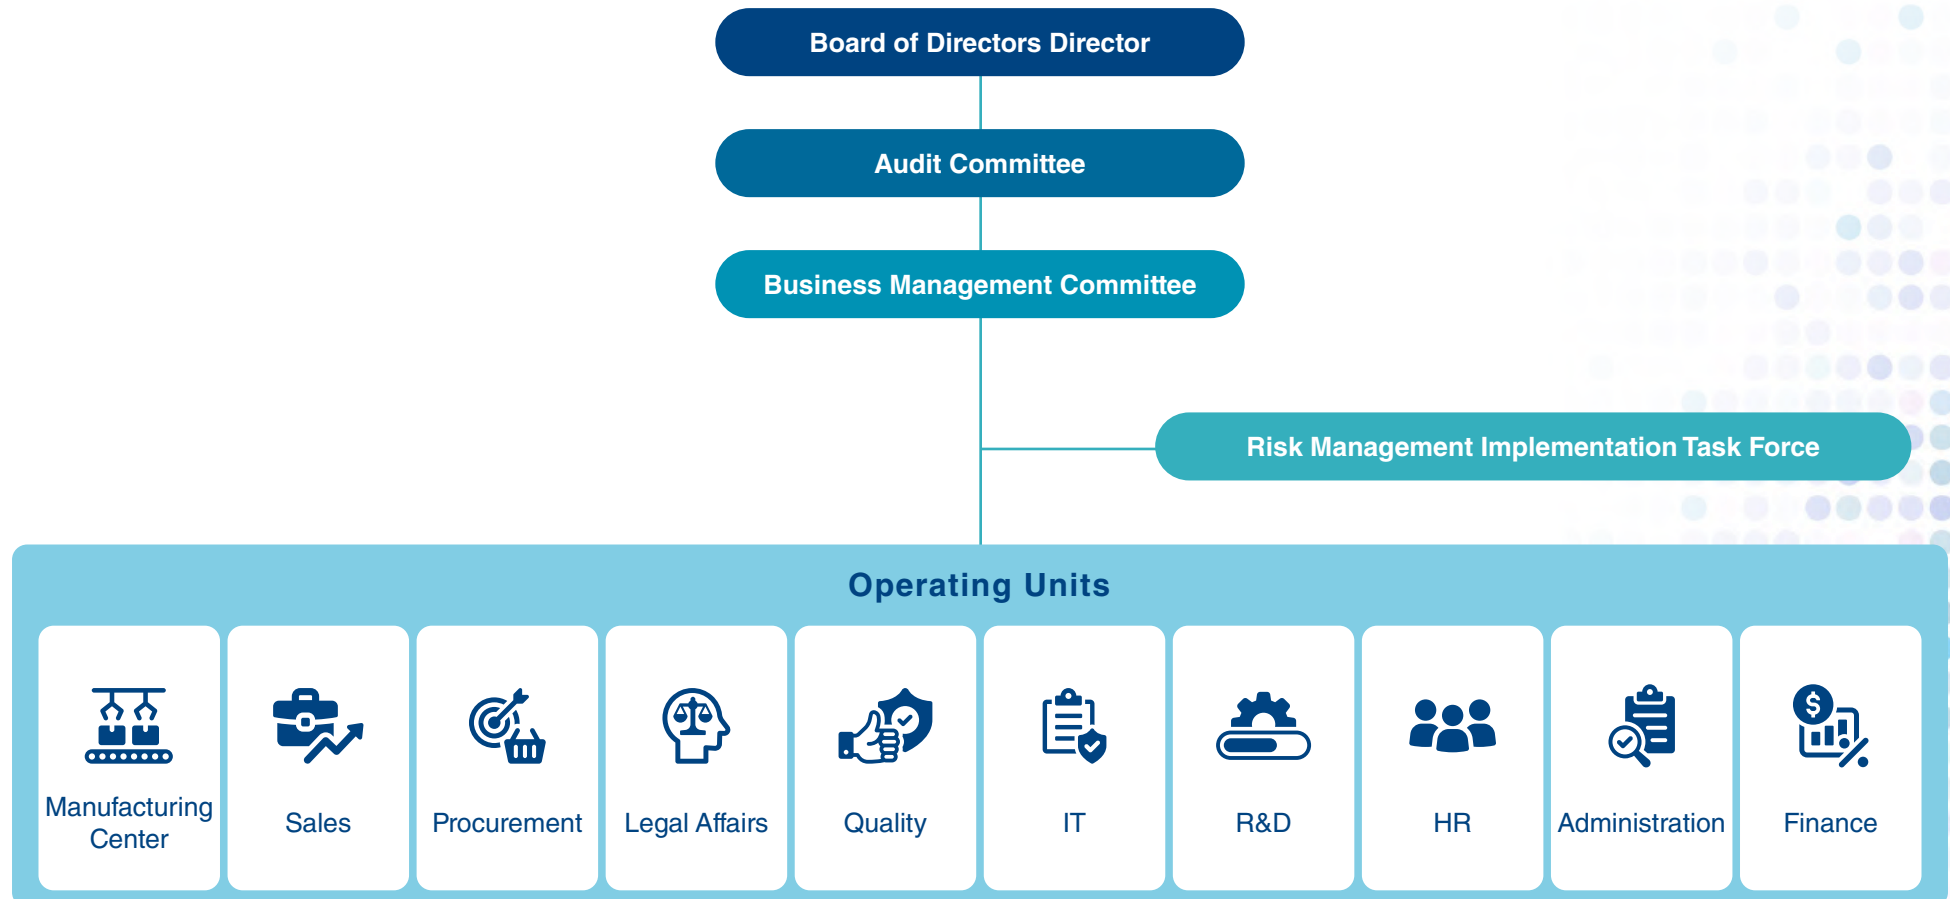 Board of Directors Director
Audit Committee
Business Management Committee
Risk Management Implementation Task Force
Operating Units
Manufacturing
Center
Sales
Procurement
Legal Affairs
Quality
IT
R&D
HR
Administration
$
Finance